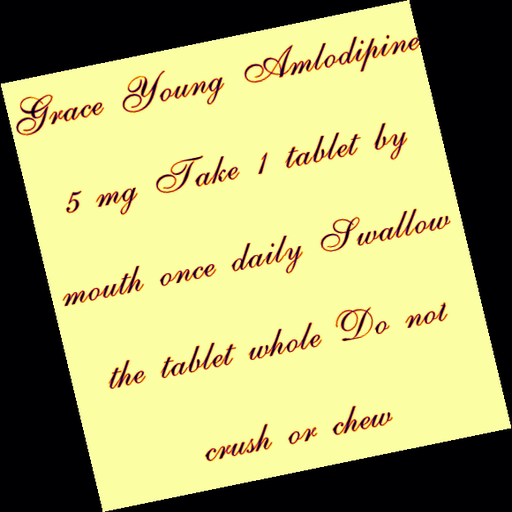 Grace Young Amlodipine
5 mg Take 1 tablet by
mouth once daily Swallow
the tablet whole Do not
crush or chew